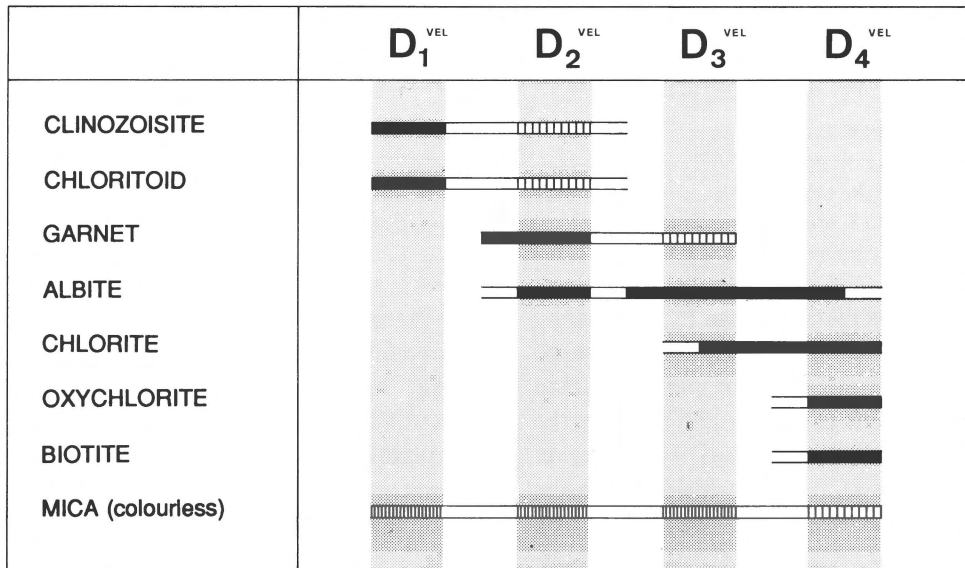 D1 VEL D2 VEL D3 VEL D4 VEL
CLINOZOISITE
CHLORITOID
GARNET
ALBITE
CHLORITE
OXYCHLORITE
BIOTITE
MICA (colourless)